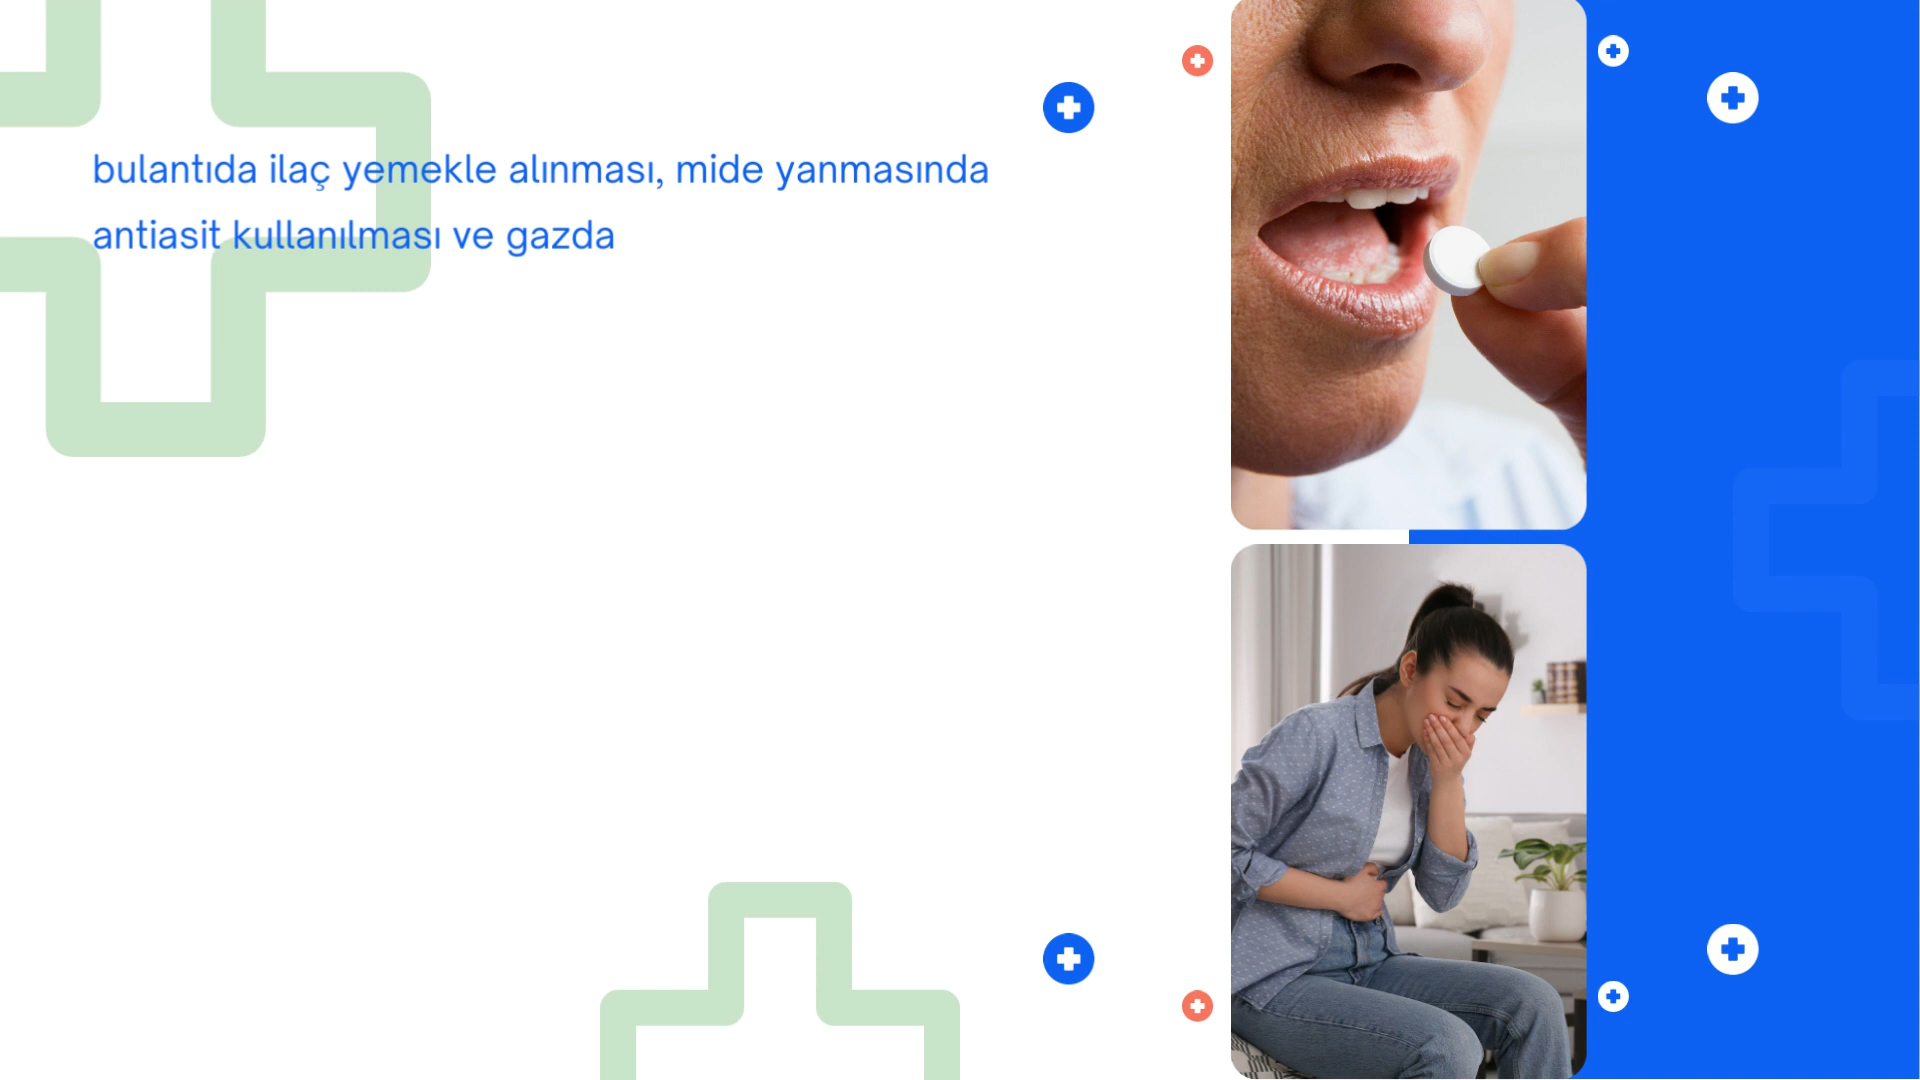 bulantıda ilaç yemekle alınması, mide yanmasında
antiasit kullanılması ve gazda